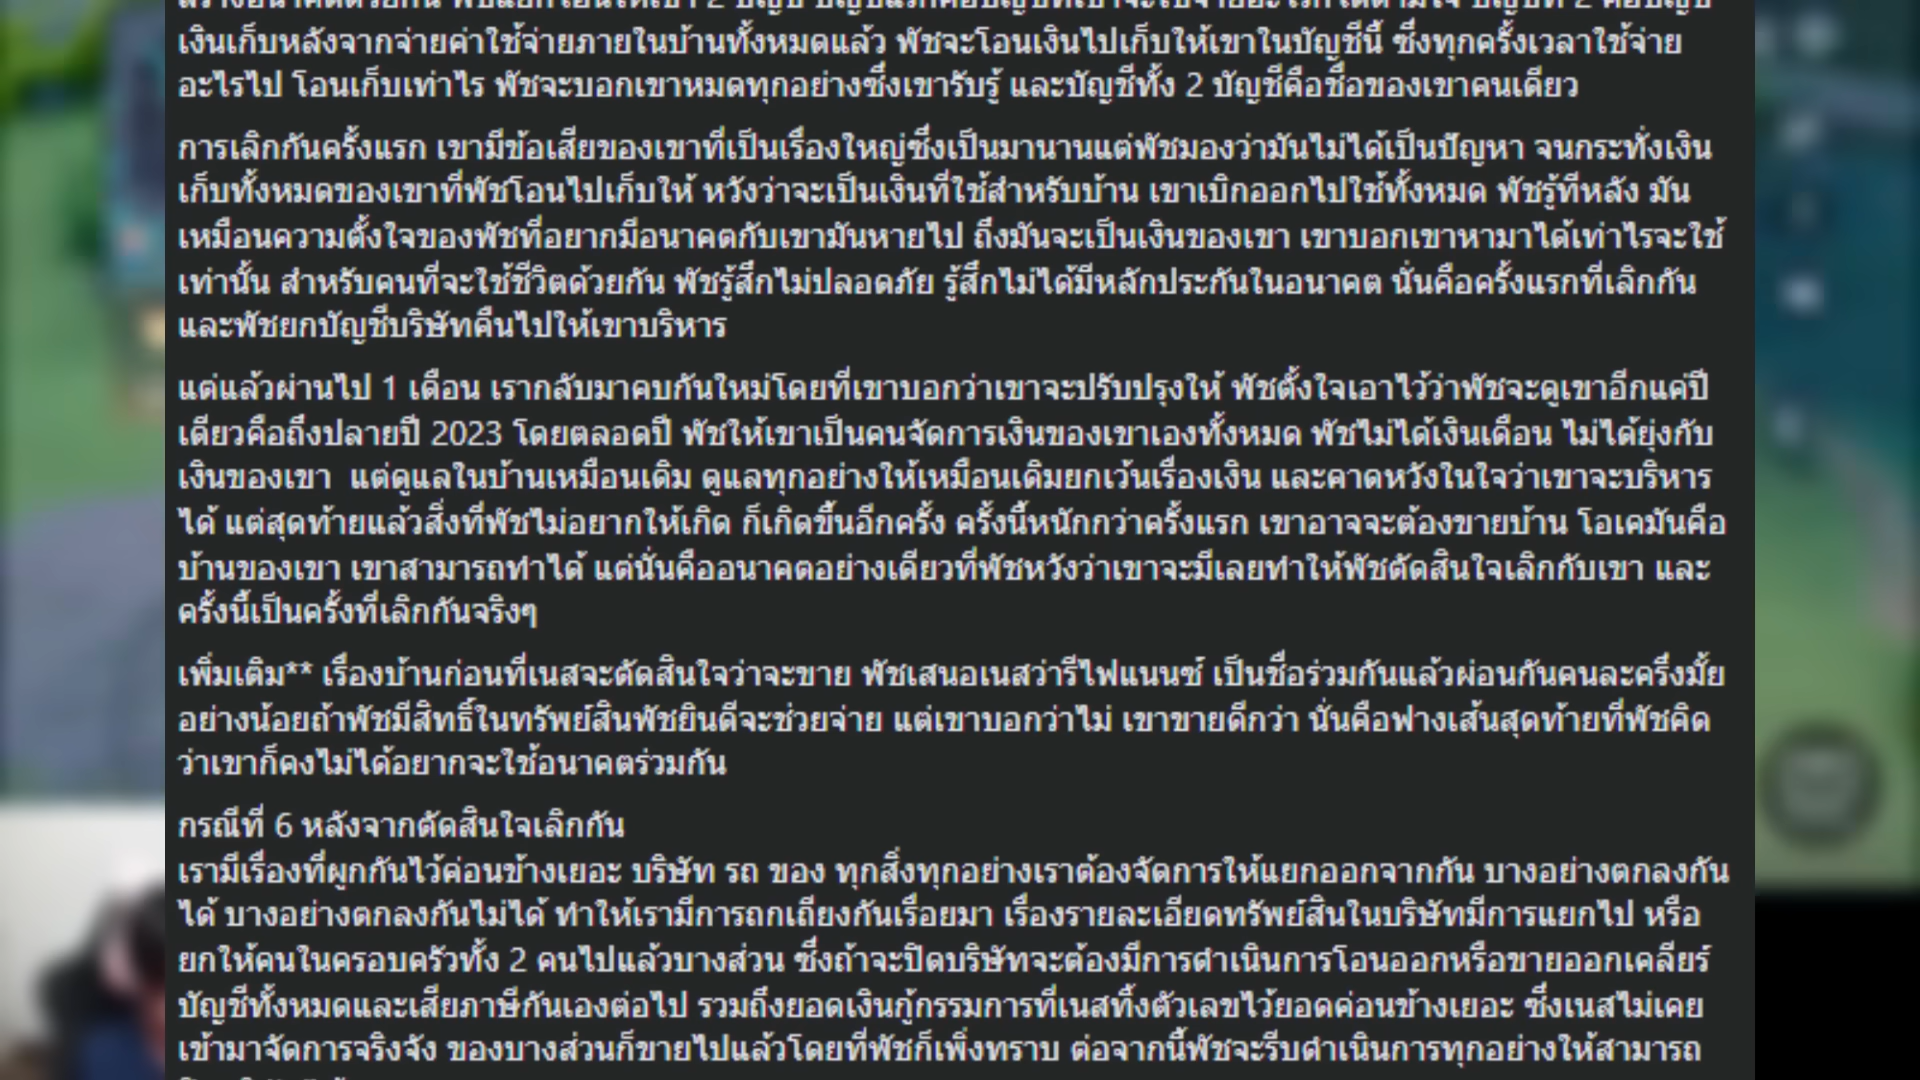 สร้างอนาคตด้วยกัน พัชแยกโอนให้เขา 2 บัญชี บัญชีแรกคือบัญชีที่เขาจะใช้จ่ายอะไรก็ได้ตามใจ บัญชีที่ 2 คือบัญชี
เงินเก็บหลังจากจ่ายค่าใช้จ่ายภายในบ้านทั้งหมดแล้ว พัชจะโอนเงินไปเก็บให้เขาในบัญชีนี้ ซึ่งทุกครั้งเวลาใช้จ่าย
อะไรไป โอนเก็บเท่าไร พัชจะบอกเขาหมดทุกอย่างซึ่งเขารับรู้ และบัญชีทั้ง 2 บัญชีคือชื่อของเขาคนเดียว
การเลิกกันครั้งแรก เขามีข้อเสียของเขาที่เป็นเรื่องใหญ่ซึ่งเป็นมานานแต่พัชมองว่ามันไม่ได้เป็นปัญหา จนกระทั่งเงิน
เก็บทั้งหมดของเขาที่พัชโอนไปเก็บให้ หวังว่าจะเป็นเงินที่ใช้สำหรับบ้าน เขาเบิกออกไปใช้ทั้งหมด พัชรู้ทีหลัง มัน
เหมือนความตั้งใจของพัชที่อยากมีอนาคตกับเขามันหายไป ถึงมันจะเป็นเงินของเขา เขาบอกเขาหามาได้เท่าไรจะใช้
เท่านั้น สำหรับคนที่จะใช้ชีวิตด้วยกัน พัชรู้สึกไม่ปลอดภัย รู้สึกไม่ได้มีหลักประกันในอนาคต นั่นคือครั้งแรกที่เลิกกัน
และพัชยกบัญชีบริษัทคืนไปให้เขาบริหาร
แต่แล้วผ่านไป 1 เดือน เรากลับมาคบกันใหม่โดยที่เขาบอกว่าเขาจะปรับปรุงให้ พัชตั้งใจเอาไว้ว่าพัชจะดูเขาอีกแค่ปี
เดียวคือถึงปลายปี 2023 โดยตลอดปี พัชให้เขาเป็นคนจัดการเงินของเขาเองทั้งหมด พัชไม่ได้เงินเดือน ไม่ได้ยุ่งกับ
เงินของเขา แต่ดูแลในบ้านเหมือนเดิม ดูแลทุกอย่างให้เหมือนเดิมยกเว้นเรื่องเงิน และคาดหวังในใจว่าเขาจะบริหาร
ได้ แต่สุดท้ายแล้วสิ่งที่พัชไม่อยากให้เกิด ก็เกิดขึ้นอีกครั้ง ครั้งนี้หนักกว่าครั้งแรก เขาอาจจะต้องขายบ้าน โอเคมันคือ
บ้านของเขา เขาสามารถทำได้ แต่นั่นคืออนาคตอย่างเดียวที่พัชหวังว่าเขาจะมีเลยทำให้พัชตัดสินใจเลิกกับเขา และ
ครั้งนี้เป็นครั้งที่เลิกกันจริงๆ
เพิ่มเติม** เรื่องบ้านก่อนที่เนสจะตัดสินใจว่าจะขาย พัชเสนอเนสว่ารีไฟแนนซ์ เป็นชื่อร่วมกันแล้วผ่อนกันคนละครึ่งมั้ย
อย่างน้อยถ้าพัชมีสิทธิ์ในทรัพย์สินพัชยินดีจะช่วยจ่าย แต่เขาบอกว่าไม่ เขาขายดีกว่า นั่นคือฟางเส้นสุดท้ายที่พัชคิด
ว่าเขาก็คงไม่ได้อยากจะใช้อนาคตร่วมกัน
กรณีที่ 6 หลังจากตัดสินใจเลิกกัน
เรามีเรื่องที่ผูกกันไว้ค่อนข้างเยอะ บริษัท รถ ของ ทุกสิ่งทุกอย่างเราต้องจัดการให้แยกออกจากกัน บางอย่างตกลงกัน
ได้ บางอย่างตกลงกันไม่ได้ ทำให้เรามีการถกเถียงกันเรื่อยมา เรื่องรายละเอียดทรัพย์สินในบริษัทมีการแยกไป หรือ
ยกให้คนในครอบครัวทั้ง 2 คนไปแล้วบางส่วน ซึ่งถ้าจะปิดบริษัทจะต้องมีการดำเนินการโอนออกหรือขายออกเคลียร์
บัญชีทั้งหมดและเสียภาษีกันเองต่อไป รวมถึงยอดเงินกู้กรรมการที่เนสทิ้งตัวเลขไว้ยอดค่อนข้างเยอะ ซึ่งเนสไม่เคย
เข้ามาจัดการจริงจัง ของบางส่วนก็ขายไปแล้วโดยที่พัชก็เพิ่งทราบ ต่อจากนี้พัชจะรีบดำเนินการทุกอย่างให้สามารถ